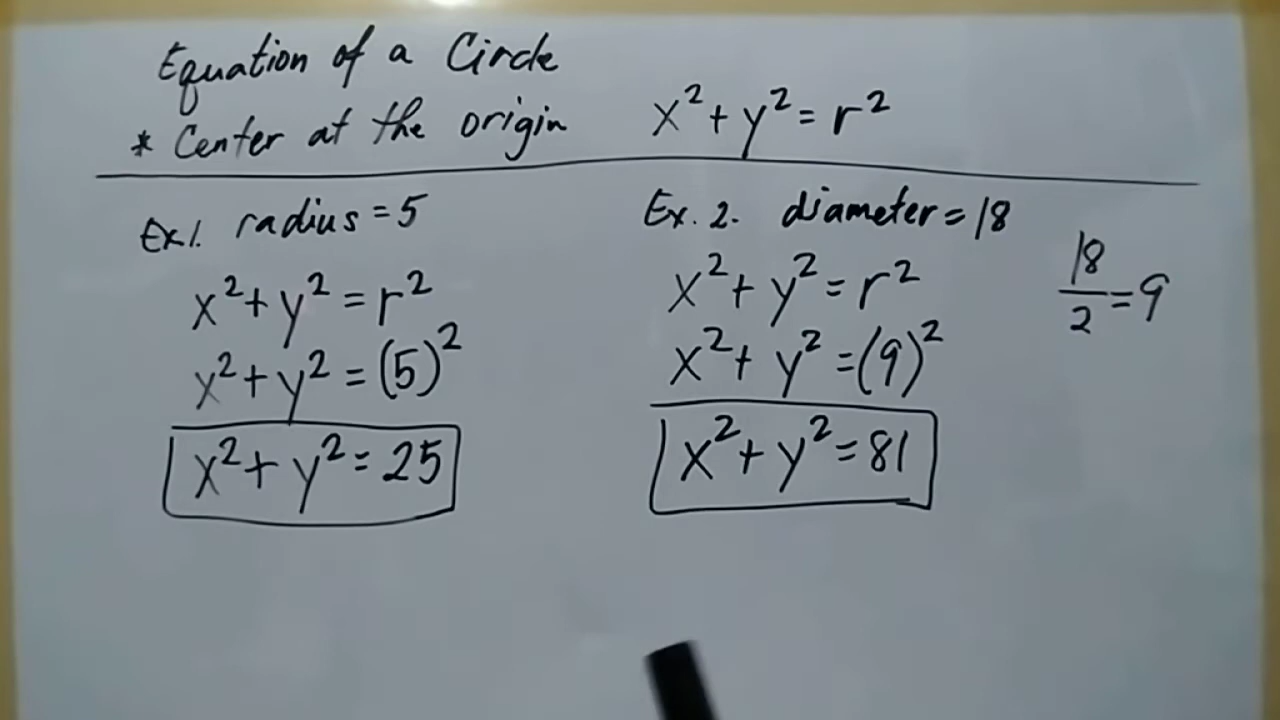 Equation of a Circle
* Center at the origin x² + y² = r²
Ex1. radius = 5
x² + y² = r²
x² + y² = (5)²
x² + y² = 25
Ex. 2. diameter = 18
x² + y² = r²
x² + y² = (9)²
x² + y² = 81
18/2 = 9